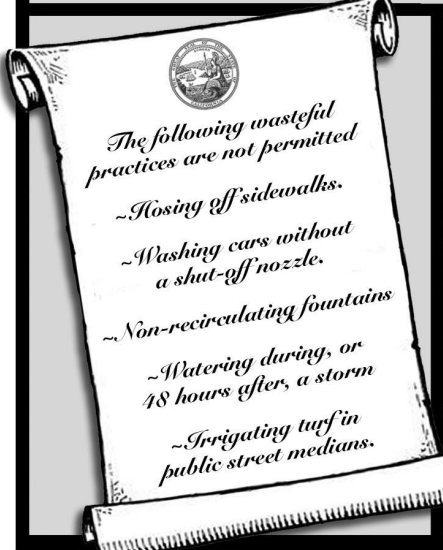 CALIFORNIA
The following wasteful
practices are not permitted
~Hosing off sidewalks.
~Washing cars without
a shut-off nozzle.
~Non-recirculating fountains
~Watering during, or
48 hours after, a storm
~Irrigating turf in
public street medians.